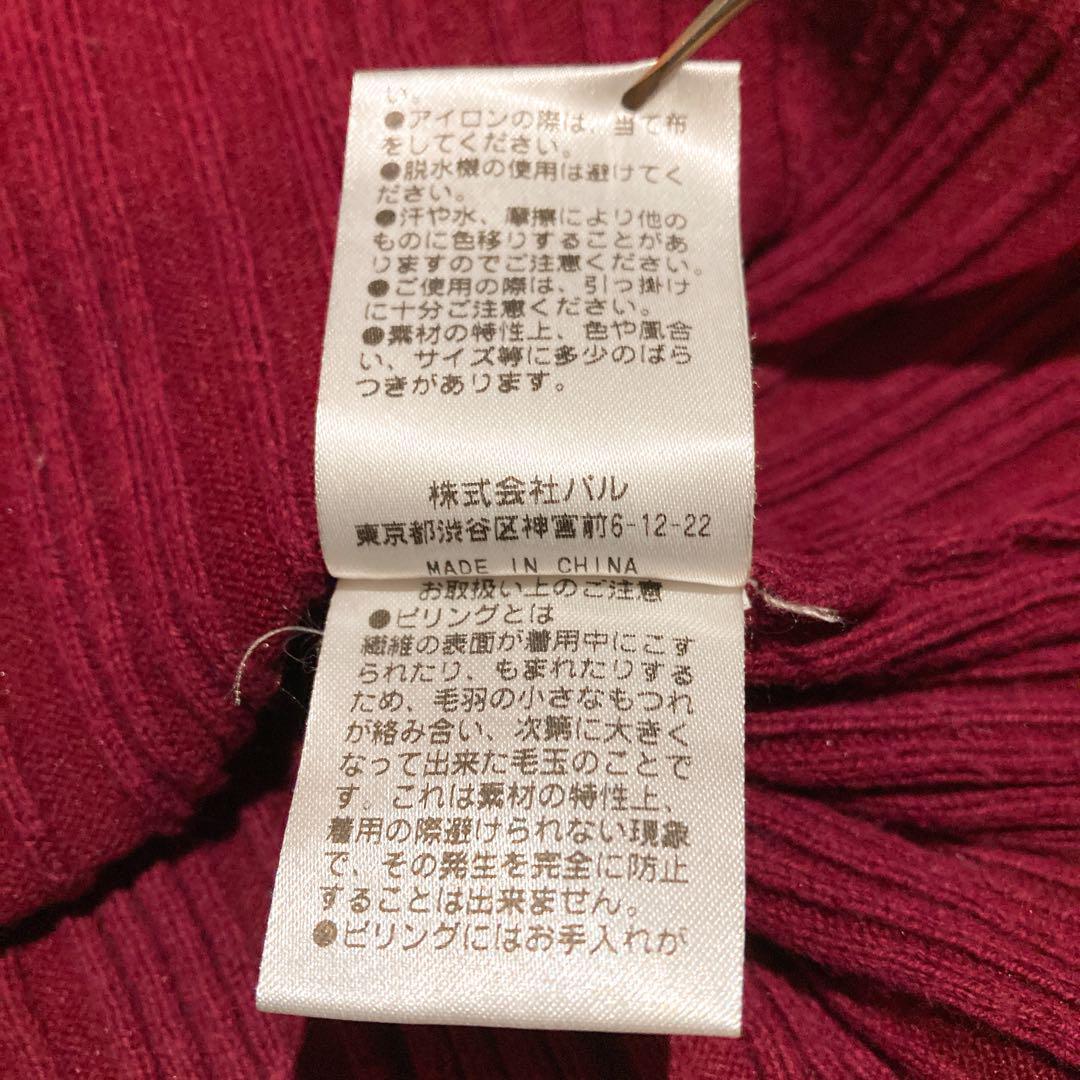 い。
●アイロンの際は、当て布
をしてください。
●脱水機の使用は避けてく
ださい。
●汗や水、摩擦により他の
ものに色移りすることがあ
りますのでご注意ください。
●ご使用の際は、引っ掛け
に十分ご注意ください。
●素材の特性上、色や風合
い、サイズ等に多少のばら
つきがあります。
株式会社パル
東京都渋谷区神宮前6-12-22
MADE IN CHINA
お取扱い上のご注意
●ピリングとは
繊維の表面が着用中にこす
られたり、もまれたりする
ため、毛羽の小さなもつれ
が絡み合い、次第に大きく
なって出来た毛玉のことで
す。これは素材の特性上、
着用の際避けられない現象
で、その発生を完全に防止
することは出来ません。
●ピリングにはお手入れが